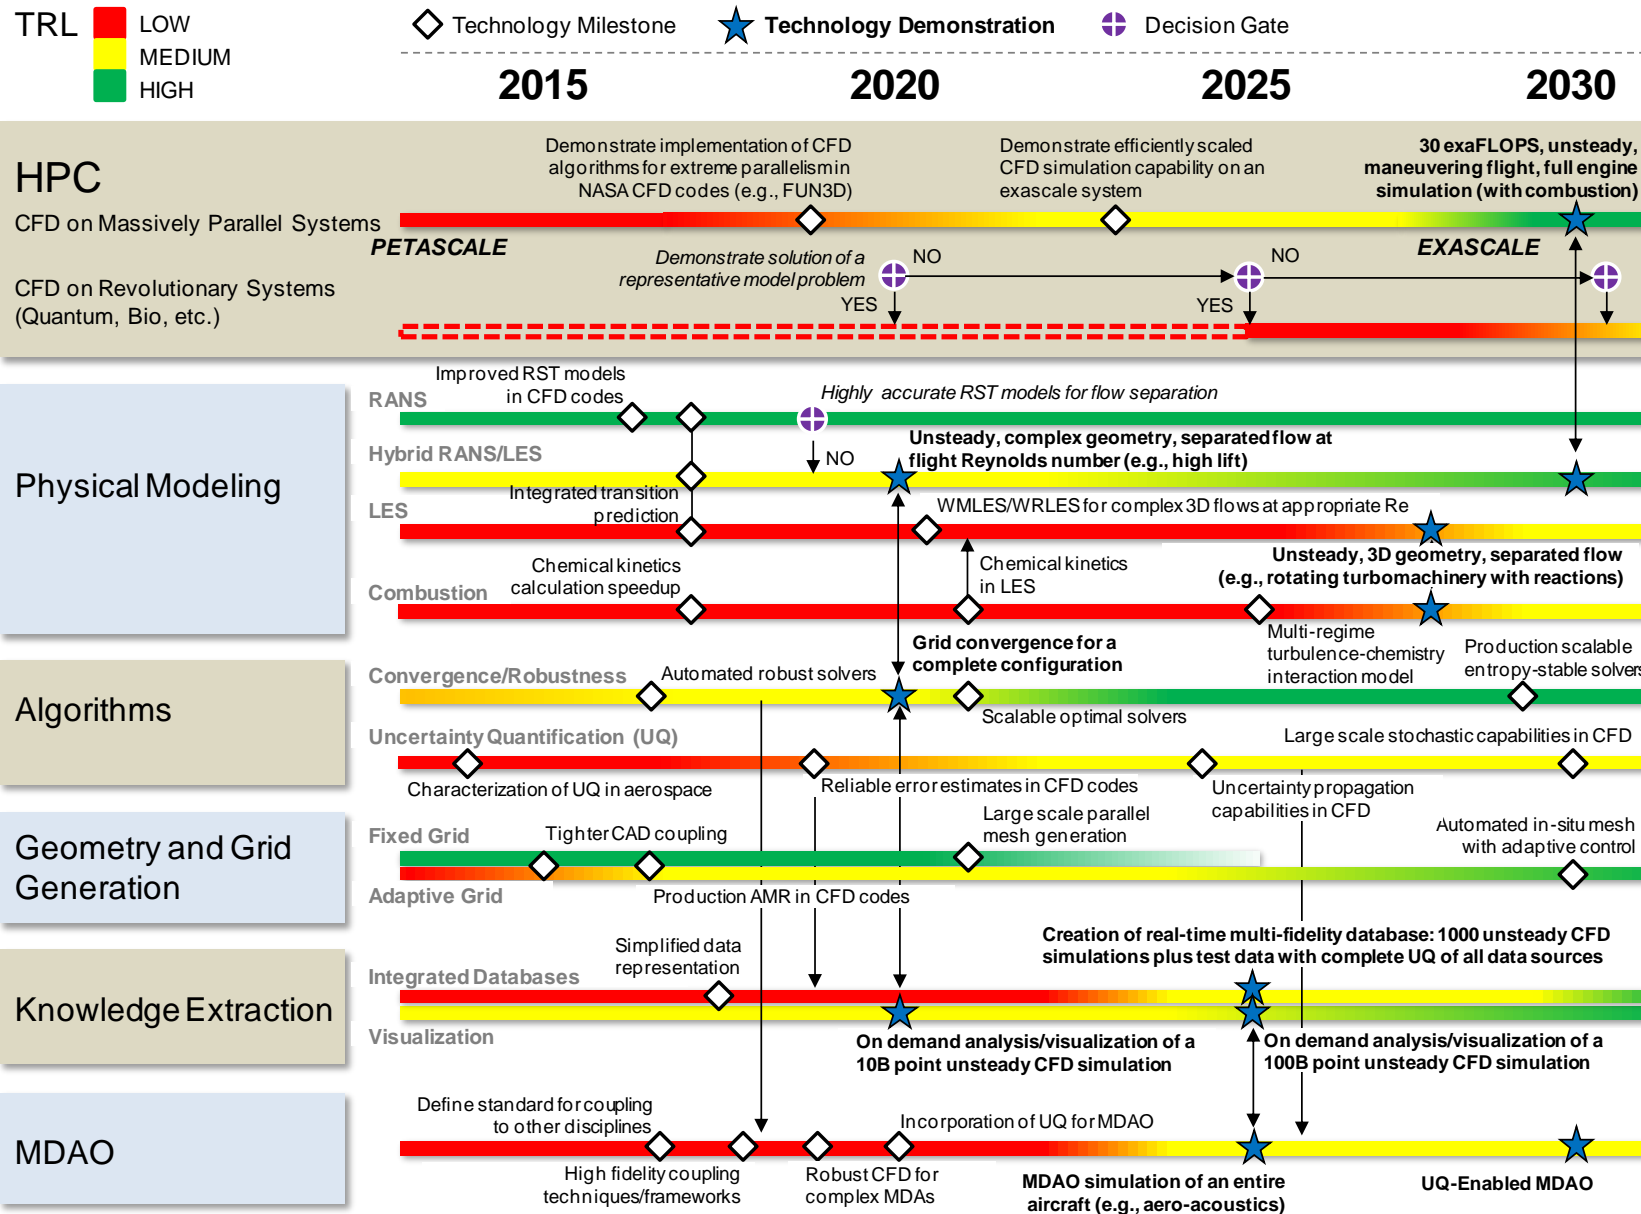 TRL
LOW
MEDIUM
HIGH
Technology Milestone
Technology Demonstration
Decision Gate
2015
2020
2025
2030
HPC
CFD on Massively Parallel Systems
CFD on Revolutionary Systems
(Quantum, Bio, etc.)
Demonstrate implementation of CFD
algorithms for extreme parallelism in
NASA CFD codes (e.g., FUN3D)
Demonstrate efficiently scaled
CFD simulation capability on an
exascale system
30 exaFLOPS, unsteady,
maneuvering flight, full engine
simulation (with combustion)
PETASCALE
EXASCALE
Demonstrate solution of a
representative model problem
NO
YES
NO
YES
Physical Modeling
RANS
Improved RST models
in CFD codes
Highly accurate RST models for flow separation
NO
Hybrid RANS/LES
Unsteady, complex geometry, separated flow at
flight Reynolds number (e.g., high lift)
Integrated transition
prediction
LES
WMLES/WRLES for complex 3D flows at appropriate Re
Unsteady, 3D geometry, separated flow
(e.g., rotating turbomachinery with reactions)
Chemical kinetics
calculation speedup
Chemical kinetics
in LES
Combustion
Multi-regime
turbulence-chemistry
interaction model
Grid convergence for a
complete configuration
Production scalable
entropy-stable solvers
Algorithms
Convergence/Robustness
Automated robust solvers
Scalable optimal solvers
Uncertainty Quantification (UQ)
Large scale stochastic capabilities in CFD
Characterization of UQ in aerospace
Reliable error estimates in CFD codes
Uncertainty propagation
capabilities in CFD
Geometry and Grid
Generation
Fixed Grid
Tighter CAD coupling
Large scale parallel
mesh generation
Automated in-situ mesh
with adaptive control
Adaptive Grid
Production AMR in CFD codes
Knowledge Extraction
Integrated Databases
Simplified data
representation
Creation of real-time multi-fidelity database: 1000 unsteady CFD
simulations plus test data with complete UQ of all data sources
Visualization
On demand analysis/visualization of a
10B point unsteady CFD simulation
On demand analysis/visualization of a
100B point unsteady CFD simulation
MDAO
Define standard for coupling
to other disciplines
High fidelity coupling
techniques/frameworks
Incorporation of UQ for MDAO
Robust CFD for
complex MDAs
MDAO simulation of an entire
aircraft (e.g., aero-acoustics)
UQ-Enabled MDAO